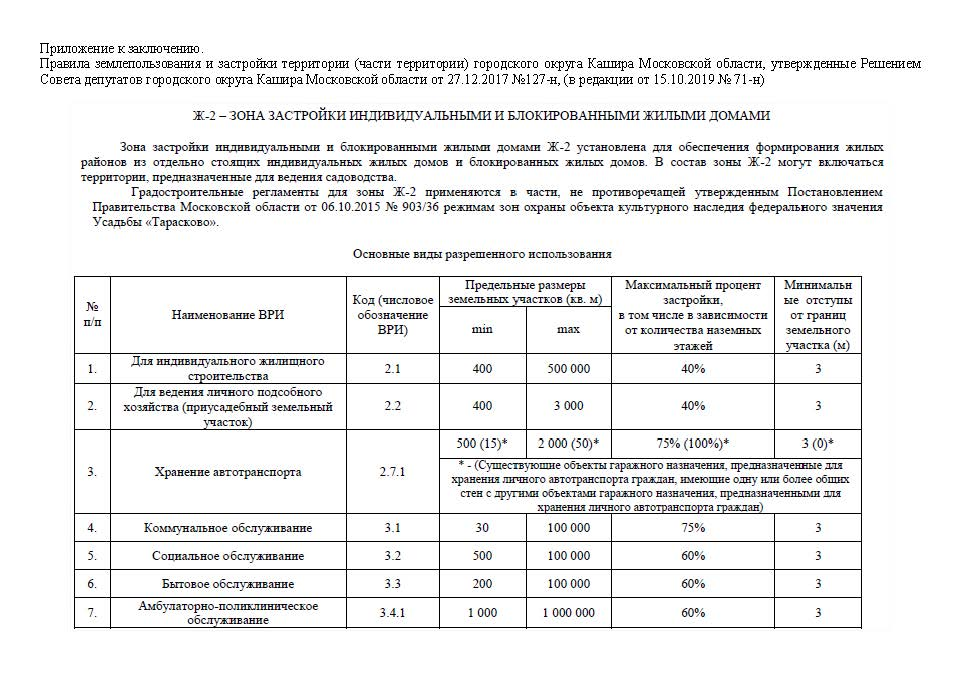 Приложение к заключению.
Правила землепользования и застройки территории (части территории) городского округа Кашира Московской области, утвержденные Решением
Совета депутатов городского округа Кашира Московской области от 27.12.2017 №127-н, (в редакции от 15.10.2019 № 71-н)
Ж-2 – ЗОНА ЗАСТРОЙКИ ИНДИВИДУАЛЬНЫМИ И БЛОКИРОВАННЫМИ ЖИЛЫМИ ДОМАМИ
Зона застройки индивидуальными и блокированными жилыми домами Ж-2 установлена для обеспечения формирования жилых
районов из отдельно стоящих индивидуальных жилых домов и блокированных жилых домов. В состав зоны Ж-2 могут включаться
территории, предназначенные для ведения садоводства.
Градостроительные регламенты для зоны Ж-2 применяются в части, не противоречащей утвержденным Постановлением
Правительства Московской области от 06.10.2015 № 903/36 режимам зон охраны объекта культурного наследия федерального значения
Усадьбы «Тарасково».
Основные виды разрешенного использования
№
п/п
Наименование ВРИ
Код (числовое
обозначение
ВРИ)
Предельные размеры
земельных участков (кв. м)
min
max
Максимальный процент
застройки,
в том числе в зависимости
от количества наземных
этажей
Минимальн
ые отступы
от границ
земельного
участка (м)
1.
Для индивидуального жилищного
строительства
2.1
400
500 000
40%
3
2.
Для ведения личного подсобного
хозяйства (приусадебный земельный
участок)
2.2
400
3 000
40%
3
3.
Хранение автотранспорта
2.7.1
500 (15)*
2 000 (50)*
75% (100%)*
3 (0)*
* - (Существующие объекты гаражного назначения, предназначенные для
хранения личного автотранспорта граждан, имеющие одну или более общих
стен с другими объектами гаражного назначения, предназначенными для
хранения личного автотранспорта граждан)
4.
Коммунальное обслуживание
3.1
30
100 000
75%
3
5.
Социальное обслуживание
3.2
500
100 000
60%
3
6.
Бытовое обслуживание
3.3
200
100 000
60%
3
7.
Амбулаторно-поликлиническое
обслуживание
3.4.1
1 000
1 000 000
60%
3